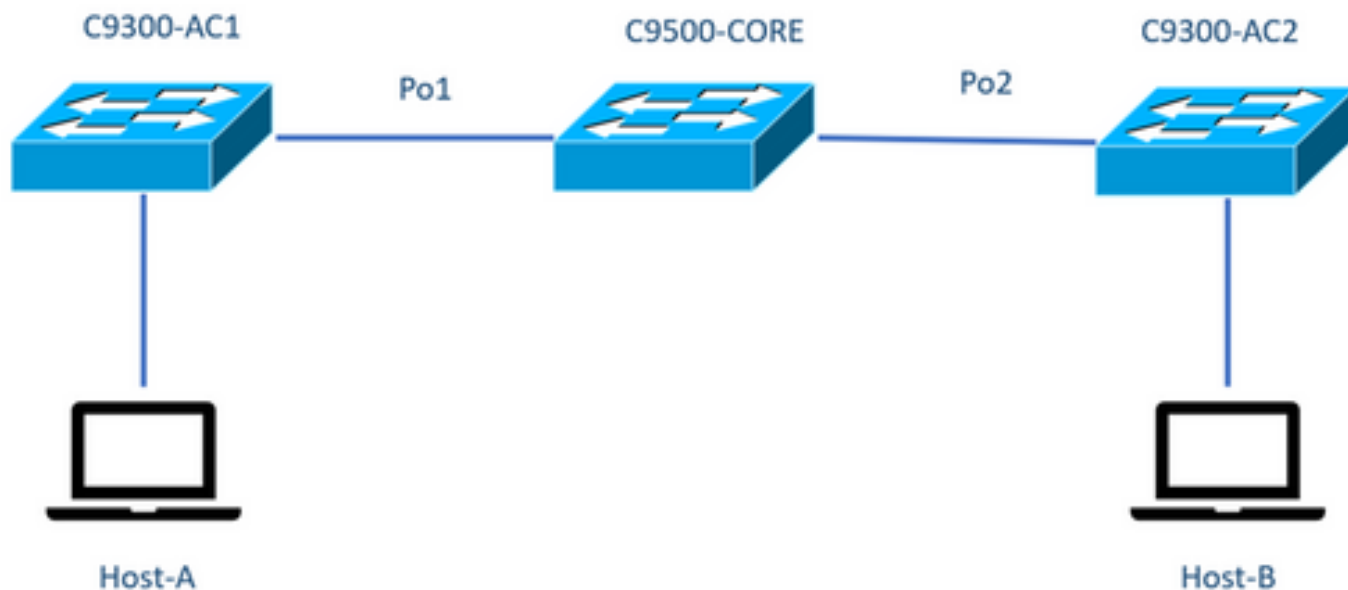 C9300-AC1
C9500-CORE
C9300-AC2
Po1
Po2
Host-A
Host-B